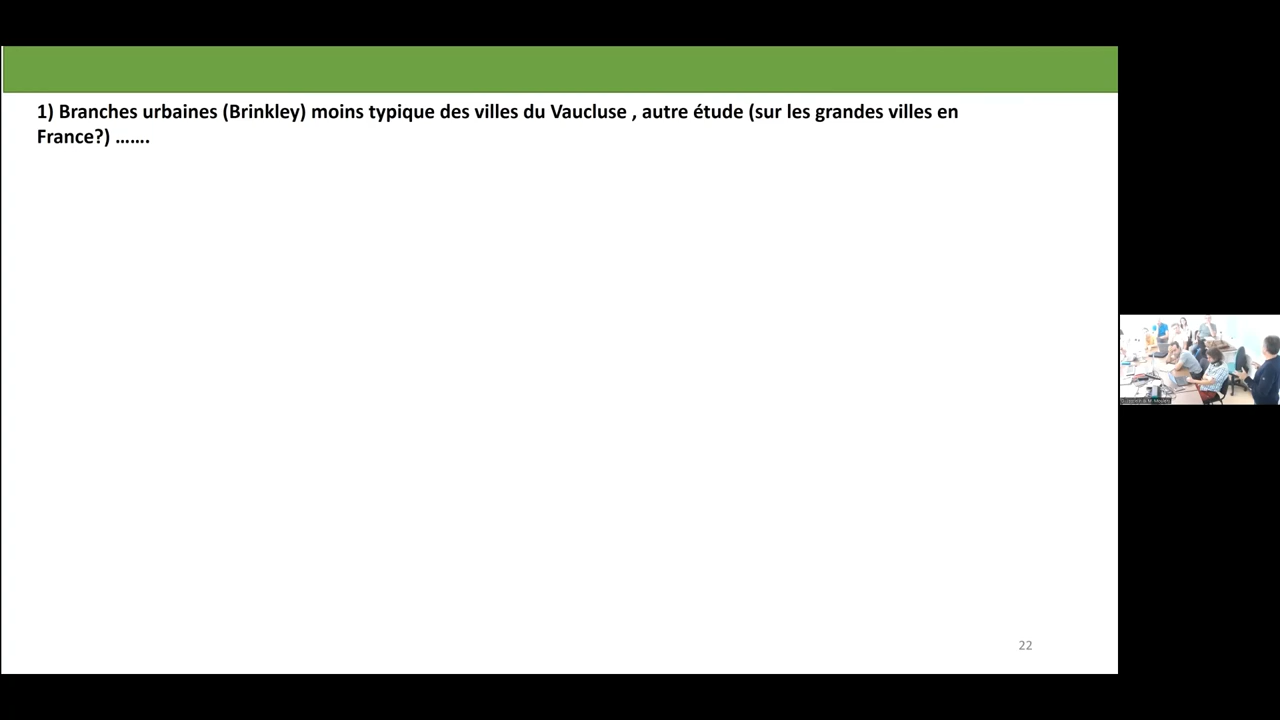 1) Branches urbaines (Brinkley) moins typique des villes du Vaucluse , autre étude (sur les grandes villes en
France?) .......
22